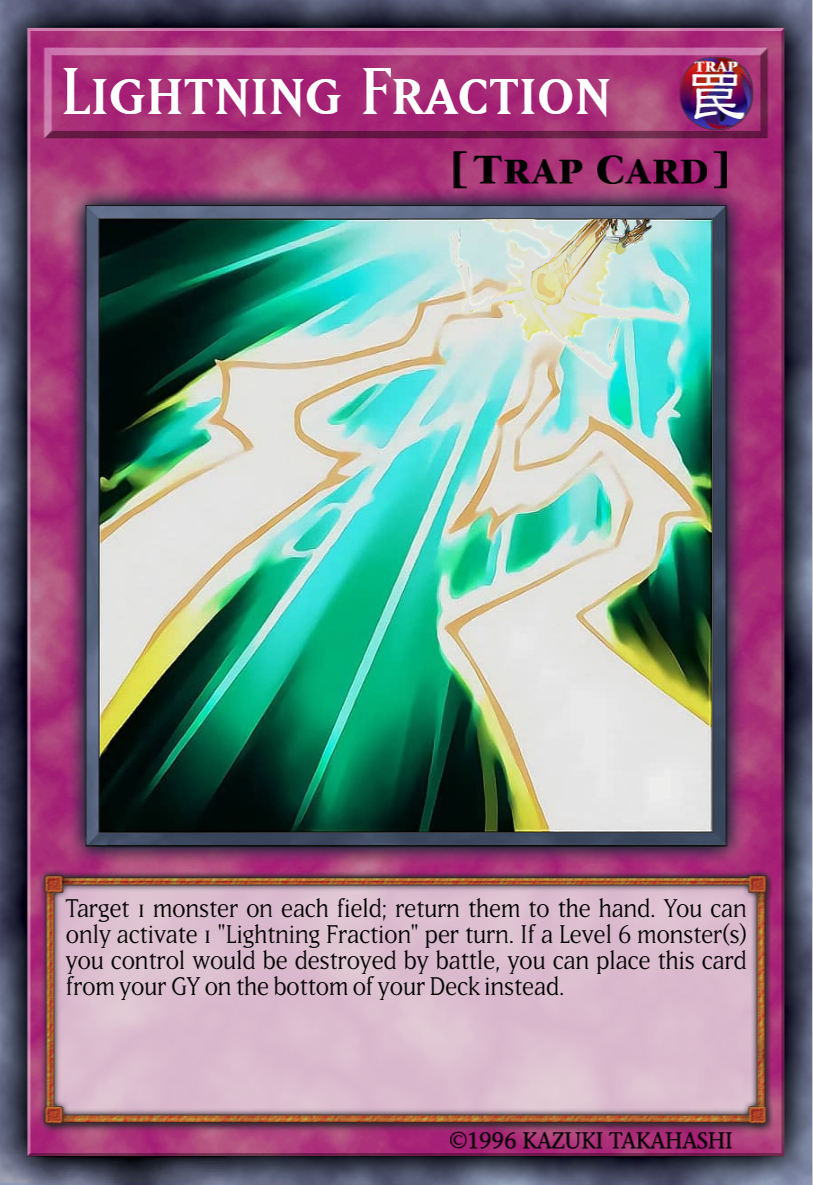 Lightning Fraction
TRAP
罠
[Trap Card]
Target 1 monster on each field; return them to the hand. You can
only activate 1 "Lightning Fraction" per turn. If a Level 6 monster(s)
you control would be destroyed by battle, you can place this card
from your GY on the bottom of your Deck instead.
©1996 KAZUKI TAKAHASHI